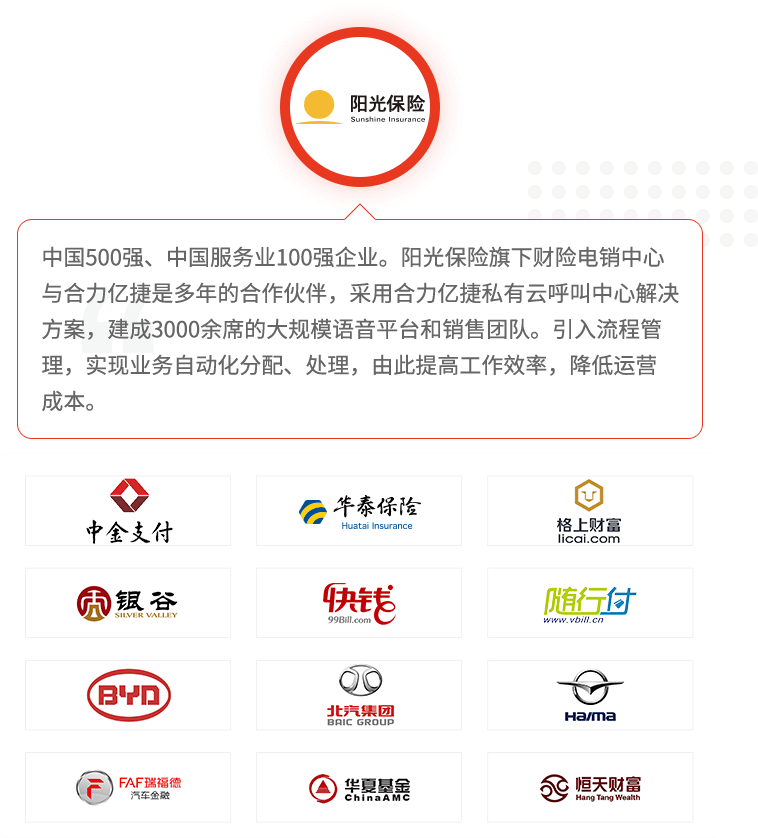 阳光保险
Sunshine Insurance
中国500强、中国服务业100强企业。阳光保险旗下财险电销中心
与合力亿捷是多年的合作伙伴，采用合力亿捷私有云呼叫中心解决
方案，建成3000余席的大规模语音平台和销售团队。引入流程管
理，实现业务自动化分配、处理，由此提高工作效率，降低运营
成本。
中金支付
华泰保险
Huatai Insurance
格上财富
licai.com
银谷
SILVER VALLEY
快钱
99Bill.com
随行付
www.vbill.cn
BYD
北汽集团
BAIC GROUP
Haima
FAF瑞福德
汽车金融
华夏基金
ChinaAMC
恒天财富
Hang Tang Wealth